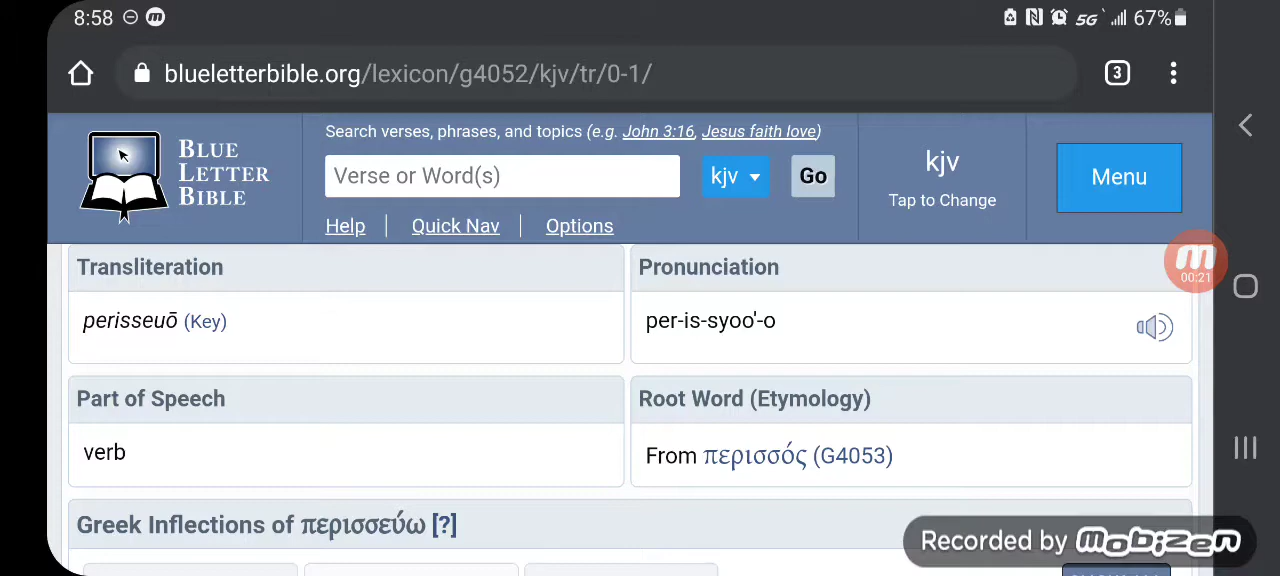 8:58 67%
5G
blueletterbible.org/lexicon/g4052/kjv/tr/0-1/ 3
BLUE
LETTER
BIBLE
Search verses, phrases, and topics (e.g. John 3:16, Jesus faith love)
Verse or Word(s) kjv Go
Help Quick Nav Options
kjv
Tap to Change
Menu
00:21
Transliteration Pronunciation
perisseuō (Key) per-is-syoo'-o
Part of Speech Root Word (Etymology)
verb From περισσός (G4053)
Greek Inflections of περισσεύω [?]
Recorded by mobizen